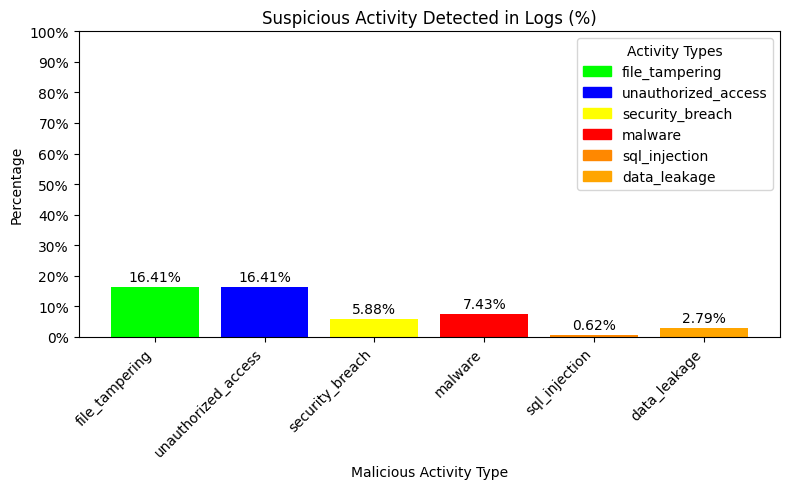 Suspicious Activity Detected in Logs (%)
100%
90%
80%
70%
60%
50%
40%
30%
20%
10%
0%
Percentage
Activity Types
file_tampering
unauthorized_access
security_breach
malware
sql_injection
data_leakage
16.41%
16.41%
5.88%
7.43%
0.62%
2.79%
file_tampering
unauthorized_access
security_breach
malware
sql_injection
data_leakage
Malicious Activity Type